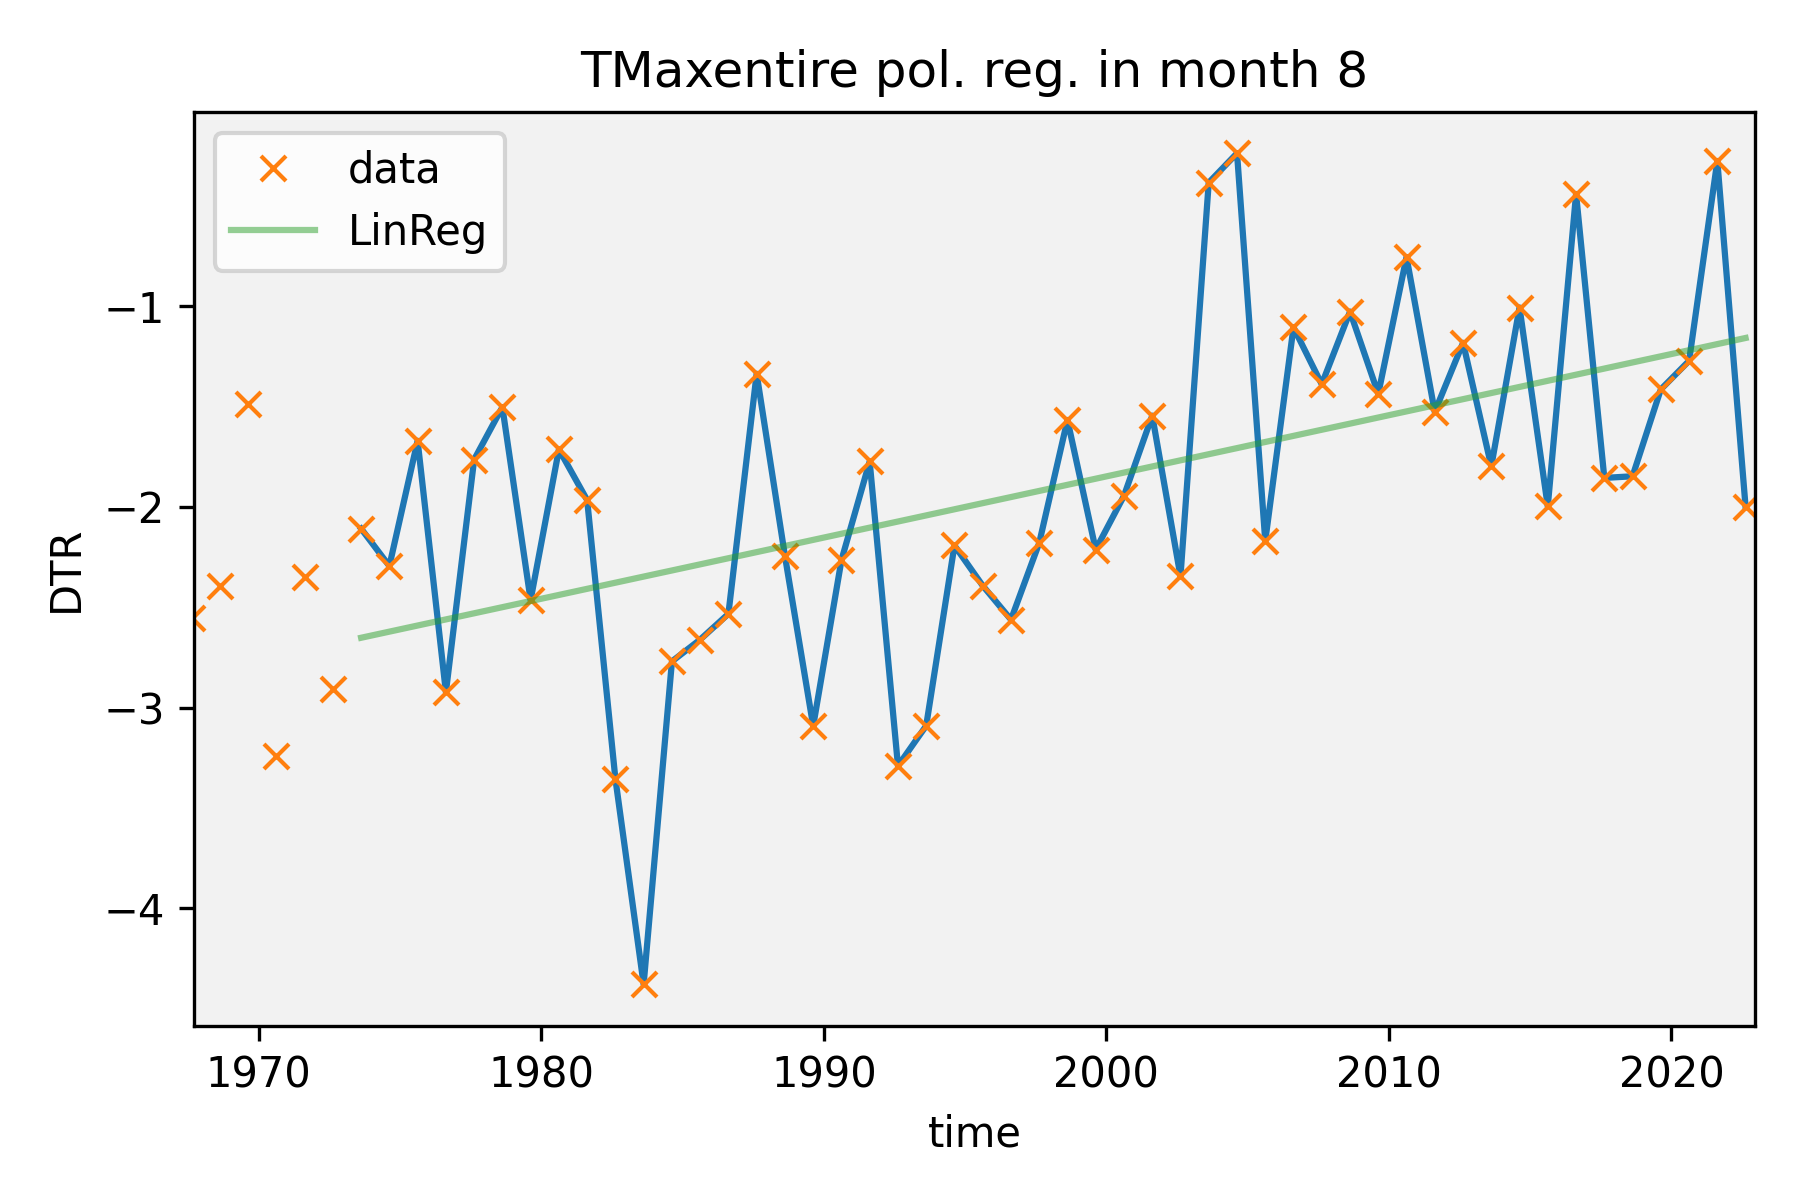 TMaxentire pol. reg. in month 8
data
LinReg
−1
−2
−3
−4
DTR
1970 1980 1990 2000 2010 2020
time